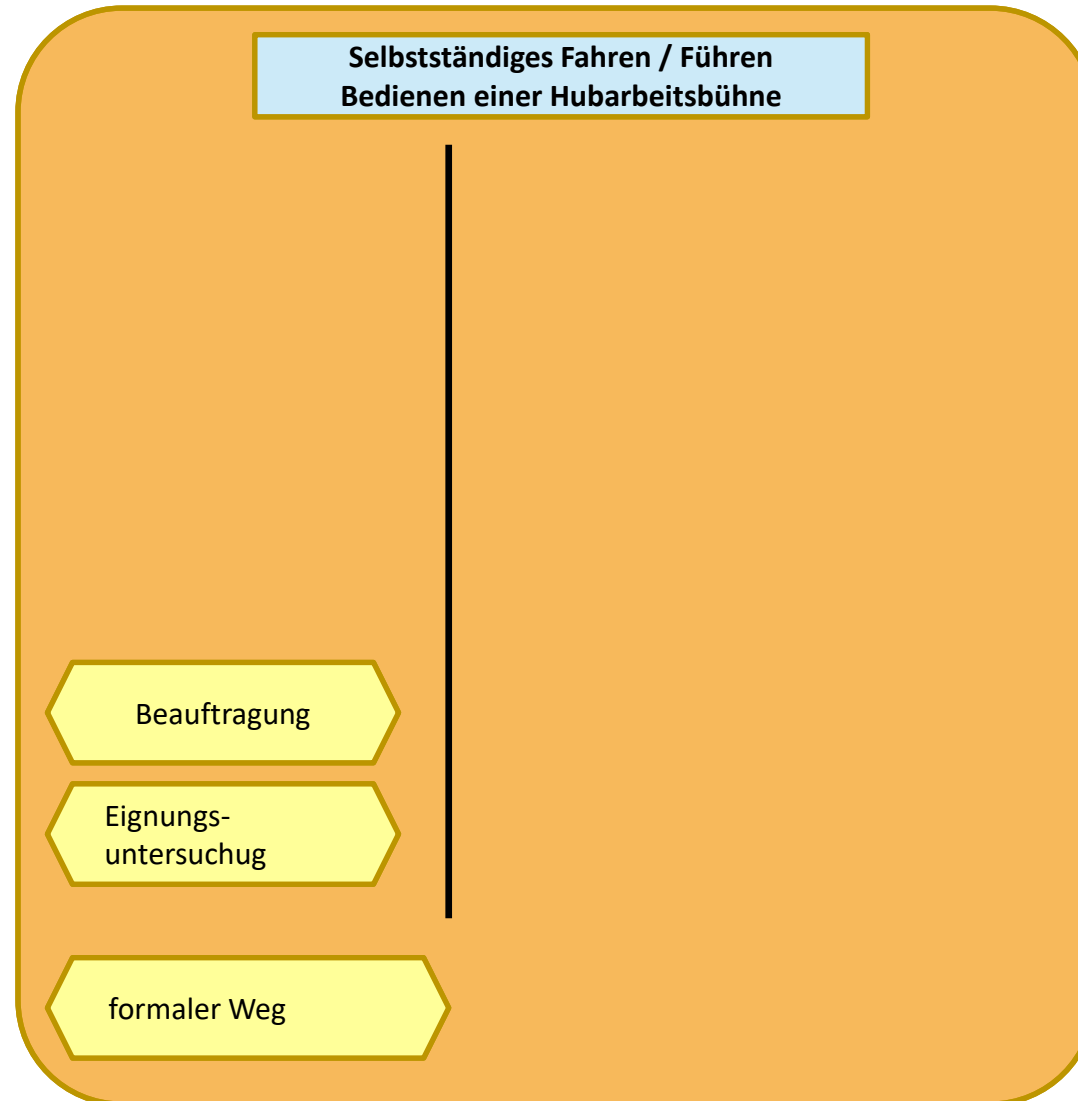 Selbstständiges Fahren / Führen
Bedienen einer Hubarbeitsbühne
Beauftragung
Eignungs-
untersuchug
formaler Weg